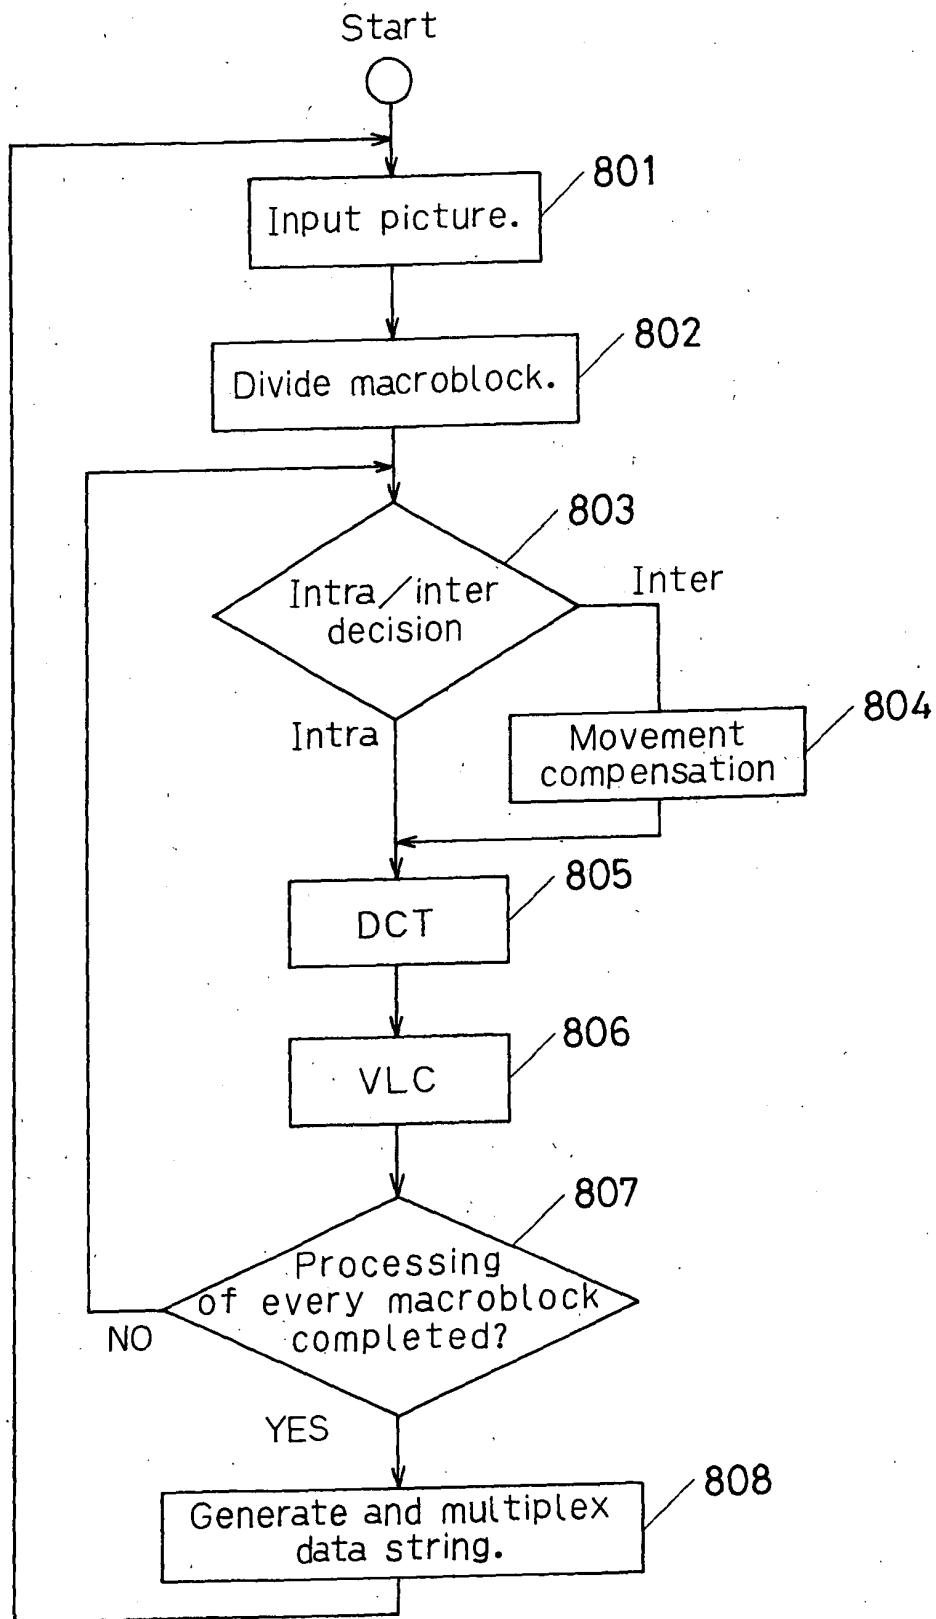 Start
801
Input picture.
802
Divide macroblock.
803
Intra/inter
decision
Inter
Intra
804
Movement
compensation
805
DCT
806
VLC
807
Processing
of every macroblock
completed?
NO
YES
808
Generate and multiplex
data string.